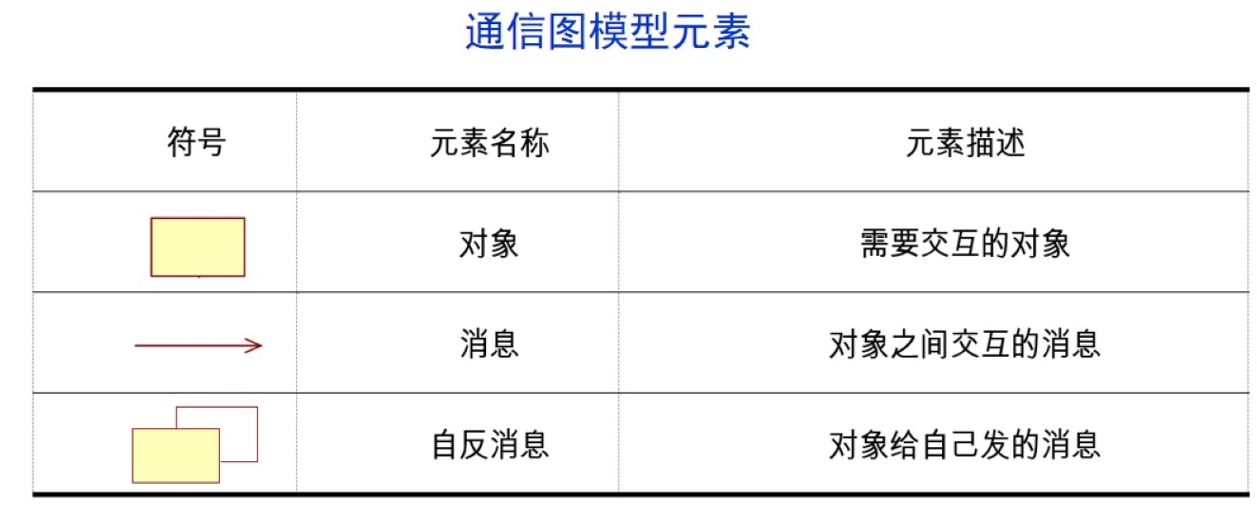 通信图模型元素
符号 元素名称 元素描述
对象 需要交互的对象
消息 对象之间交互的消息
自反消息 对象给自己发的消息